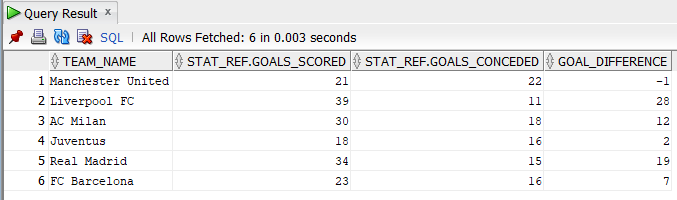 Query Result x
SQL | All Rows Fetched: 6 in 0.003 seconds
TEAM_NAME STAT_REF.GOALS_SCORED STAT_REF.GOALS_CONCEDED GOAL_DIFFERENCE
1 Manchester United 21 22 -1
2 Liverpool FC 39 11 28
3 AC Milan 30 18 12
4 Juventus 18 16 2
5 Real Madrid 34 15 19
6 FC Barcelona 23 16 7